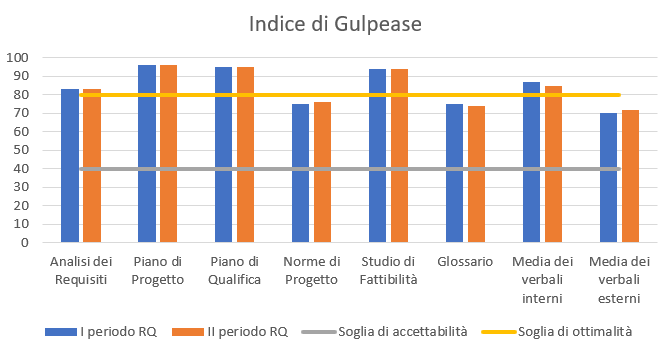 Indice di Gulpease
100
90
80
70
60
50
40
30
20
10
0
Analisi dei Requisiti
Piano di Progetto
Piano di Qualifica
Norme di Progetto
Studio di Fattibilità
Glossario
Media dei verbali interni
Media dei verbali esterni
I periodo RQ
II periodo RQ
Soglia di accettabilità
Soglia di ottimalità